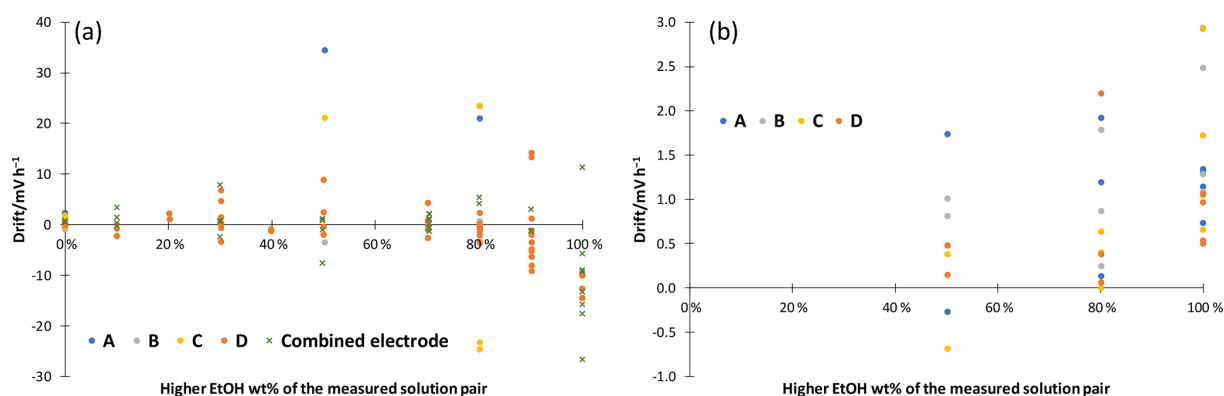 (a)
Drift/mV h⁻¹
40
30
20
10
0
-10
-20
-30
0 % 20 % 40 % 60 % 80 % 100 %
A B C D Combined electrode
Higher EtOH wt% of the measured solution pair
(b)
Drift/mV h⁻¹
3.0
2.5
2.0
1.5
1.0
0.5
0.0
-0.5
-1.0
0 % 20 % 40 % 60 % 80 % 100 %
A B C D
Higher EtOH wt% of the measured solution pair